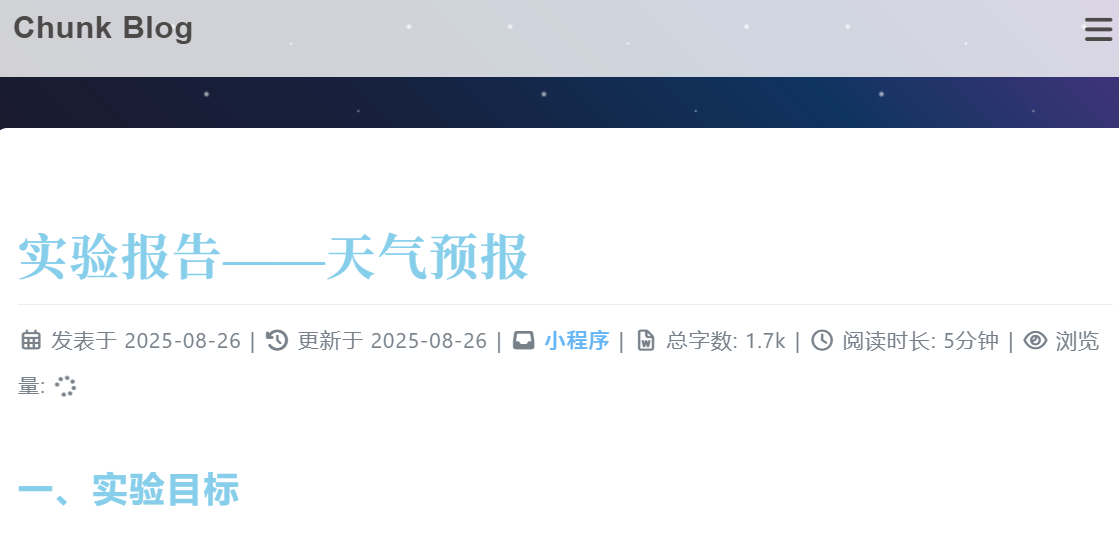 Chunk Blog
实验报告——天气预报
发表于 2025-08-26 | 更新于 2025-08-26 | 小程序 | 总字数: 1.7k | 阅读时长: 5分钟 | 浏览
量:
一、实验目标